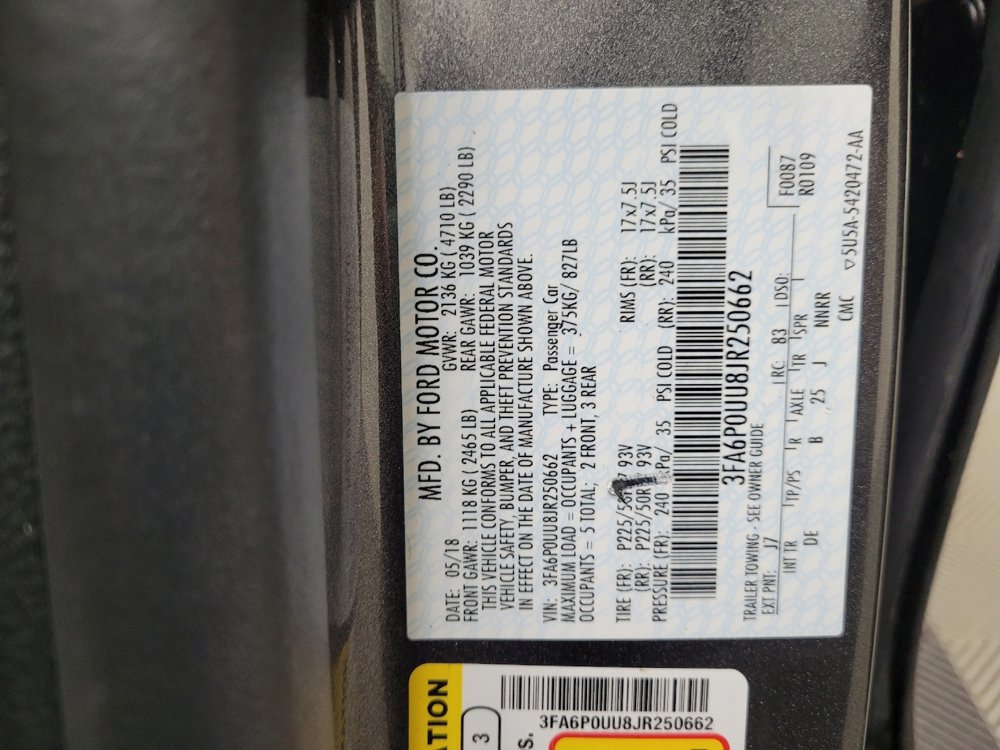 MFD. BY FORD MOTOR CO.
DATE: 05/18 GVWR: 2136 KG ( 4710 LB)
FRONT GAWR: 1118 KG ( 2465 LB) REAR GAWR: 1039 KG ( 2290 LB)
THIS VEHICLE CONFORMS TO ALL APPLICABLE FEDERAL MOTOR
VEHICLE SAFETY, BUMPER, AND THEFT PREVENTION STANDARDS
IN EFFECT ON THE DATE OF MANUFACTURE SHOWN ABOVE.
VIN: 3FA6P0UU8JR250662 TYPE: Passenger Car
MAXIMUM LOAD = OCCUPANTS + LUGGAGE = 375KG/ 827LB
OCCUPANTS = 5 TOTAL; 2 FRONT, 3 REAR
TIRE (FR): P225/50R17 93V RIMS (FR): 17x7.5J
(RR): P225/50R17 93V (RR): 17x7.5J
PRESSURE (FR): 240 kPa/ 35 PSI COLD (RR): 240 kPa/ 35 PSI COLD
3FA6P0UU8JR250662
TRAILER TOWING - SEE OWNER GUIDE
EXT PNT: J7 RC: 83 DSO: F0087
R0109
INT TR TP/PS R AXLE TR SPR
DE B 25 J NNRR
CMC ▽5U5A-5420472-AA
ATION
3
S.
3FA6P0UU8JR250662